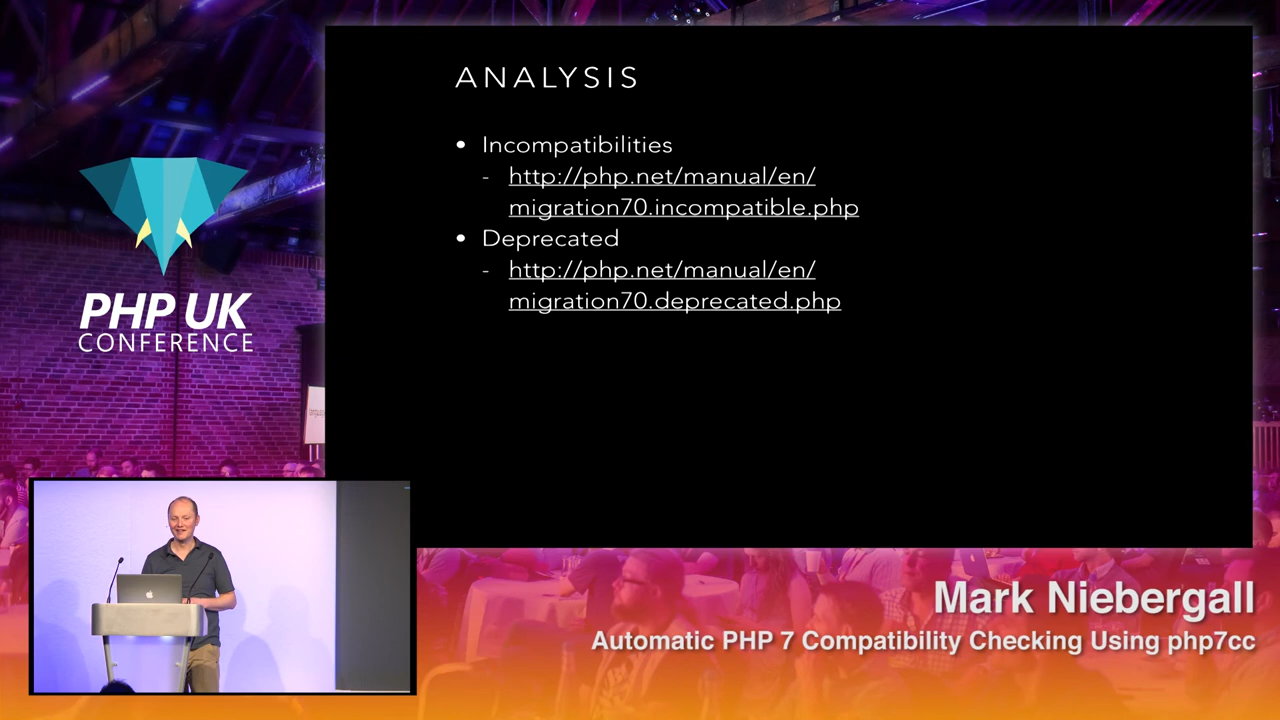 ANALYSIS
• Incompatibilities
- http://php.net/manual/en/
migration70.incompatible.php
• Deprecated
- http://php.net/manual/en/
migration70.deprecated.php
PHP UK
CONFERENCE
Mark Niebergall
Automatic PHP 7 Compatibility Checking Using php7cc